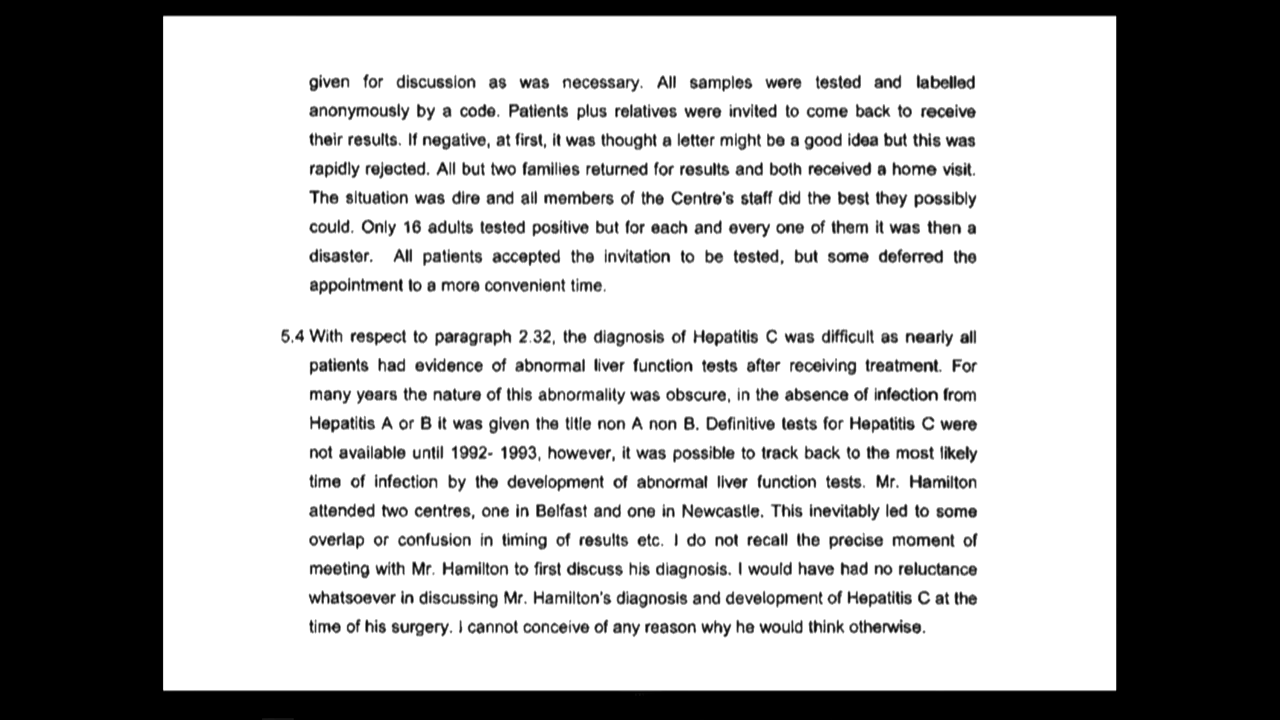 given for discussion as was necessary. All samples were tested and labelled
anonymously by a code. Patients plus relatives were invited to come back to receive
their results. If negative, at first, it was thought a letter might be a good idea but this was
rapidly rejected. All but two families returned for results and both received a home visit.
The situation was dire and all members of the Centre's staff did the best they possibly
could. Only 16 adults tested positive but for each and every one of them it was then a
disaster. All patients accepted the invitation to be tested, but some deferred the
appointment to a more convenient time.
5.4 With respect to paragraph 2.32, the diagnosis of Hepatitis C was difficult as nearly all
patients had evidence of abnormal liver function tests after receiving treatment. For
many years the nature of this abnormality was obscure, in the absence of infection from
Hepatitis A or B it was given the title non A non B. Definitive tests for Hepatitis C were
not available until 1992- 1993, however, it was possible to track back to the most likely
time of infection by the development of abnormal liver function tests. Mr. Hamilton
attended two centres, one in Belfast and one in Newcastle. This inevitably led to some
overlap or confusion in timing of results etc. I do not recall the precise moment of
meeting with Mr. Hamilton to first discuss his diagnosis. I would have had no reluctance
whatsoever in discussing Mr. Hamilton's diagnosis and development of Hepatitis C at the
time of his surgery. I cannot conceive of any reason why he would think otherwise.